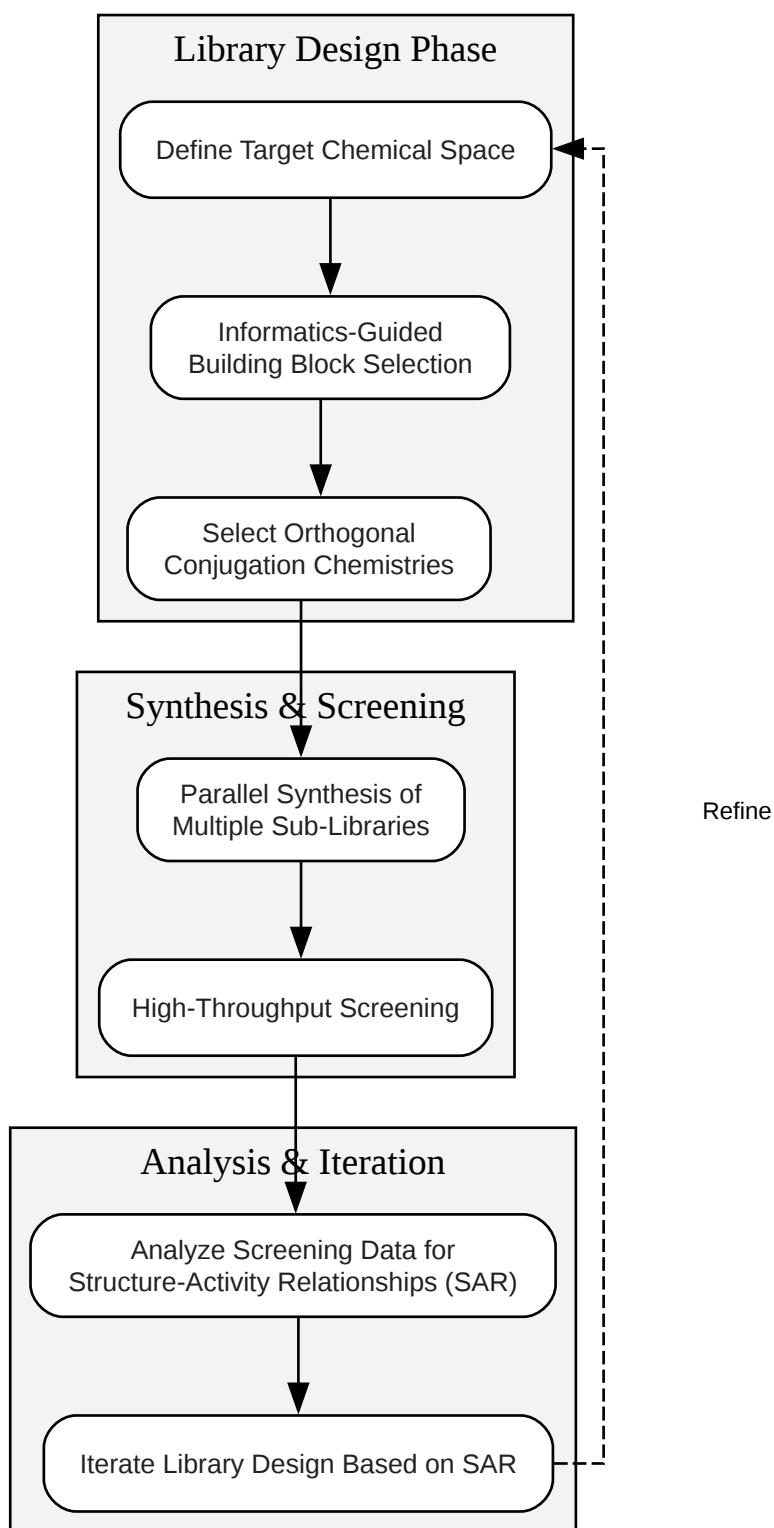 Library Design Phase
Define Target Chemical Space
Informatics-Guided
Building Block Selection
Select Orthogonal
Conjugation Chemistries
Synthesis & Screening
Parallel Synthesis of
Multiple Sub-Libraries
Refine
High-Throughput Screening
Analysis & Iteration
Analyze Screening Data for
Structure-Activity Relationships (SAR)
Iterate Library Design Based on SAR